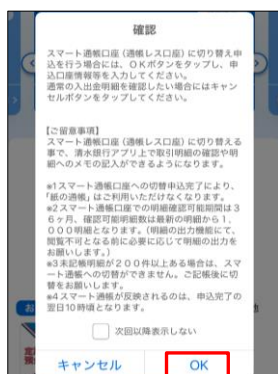 確認
スマート通帳口座（通帳レス口座）に切り替え申
込を行う場合には、OKボタンをタップし、申
込口座情報等を入力してください。
通常の入出金明細を確認したい場合にはキャン
セルボタンをタップしてください。
【ご留意事項】
スマート通帳口座（通帳レス口座）に切り替える
事で、清水銀行アプリ上で取引明細の確認や明
細へのメモの記入ができるようになります。
※1スマート通帳口座への切替申込完了により、
「紙の通帳」はご利用いただけなくなります。
※2スマート通帳口座での明細確認可能期間は3
6ヶ月、確認可能明細数は最新の明細から1，
000明細となります。（明細の出力機能にて、
閲覧不可となる前に必要に応じて明細の出力を
お願いします。）
※3未記帳明細が200件以上ある場合は、スマ
ート通帳への切替ができません。ご記帳後に切
替をお願いします。
※4スマート通帳が反映されるのは、申込完了の
翌日10時頃となります。
お
他
次回以降表示しない
キャンセル
OK